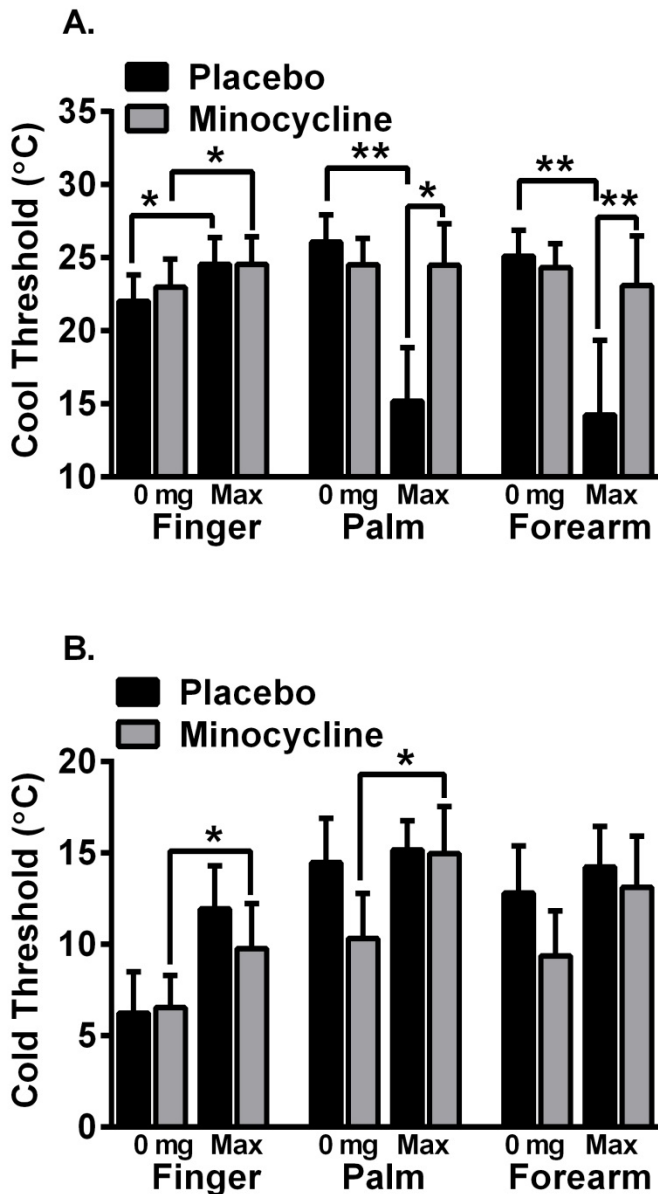 A.
Placebo
Minocycline
Cool Threshold (°C)
35
30
25
20
15
10
* * ** * ** **
0 mg Max 0 mg Max 0 mg Max
Finger Palm Forearm
B.
Placebo
Minocycline
Cold Threshold (°C)
20
15
10
5
0
* *
0 mg Max 0 mg Max 0 mg Max
Finger Palm Forearm